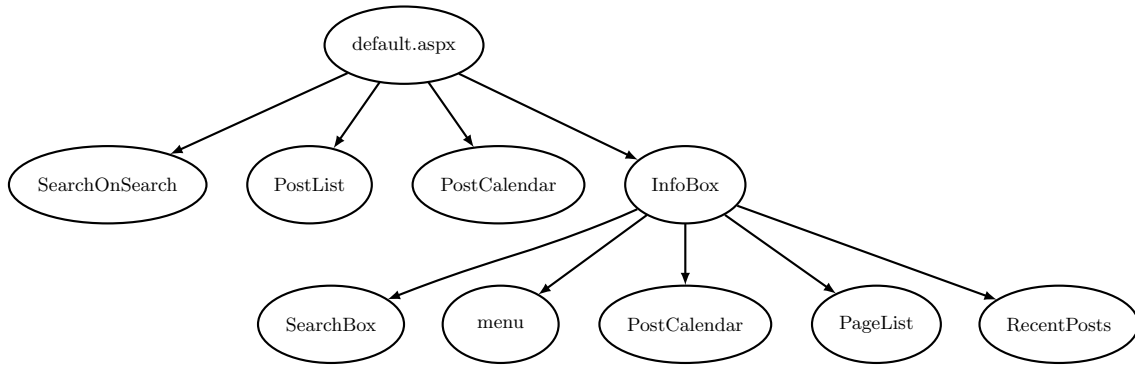 default.aspx
SearchOnSearch
PostList
PostCalendar
InfoBox
SearchBox
menu
PostCalendar
PageList
RecentPosts